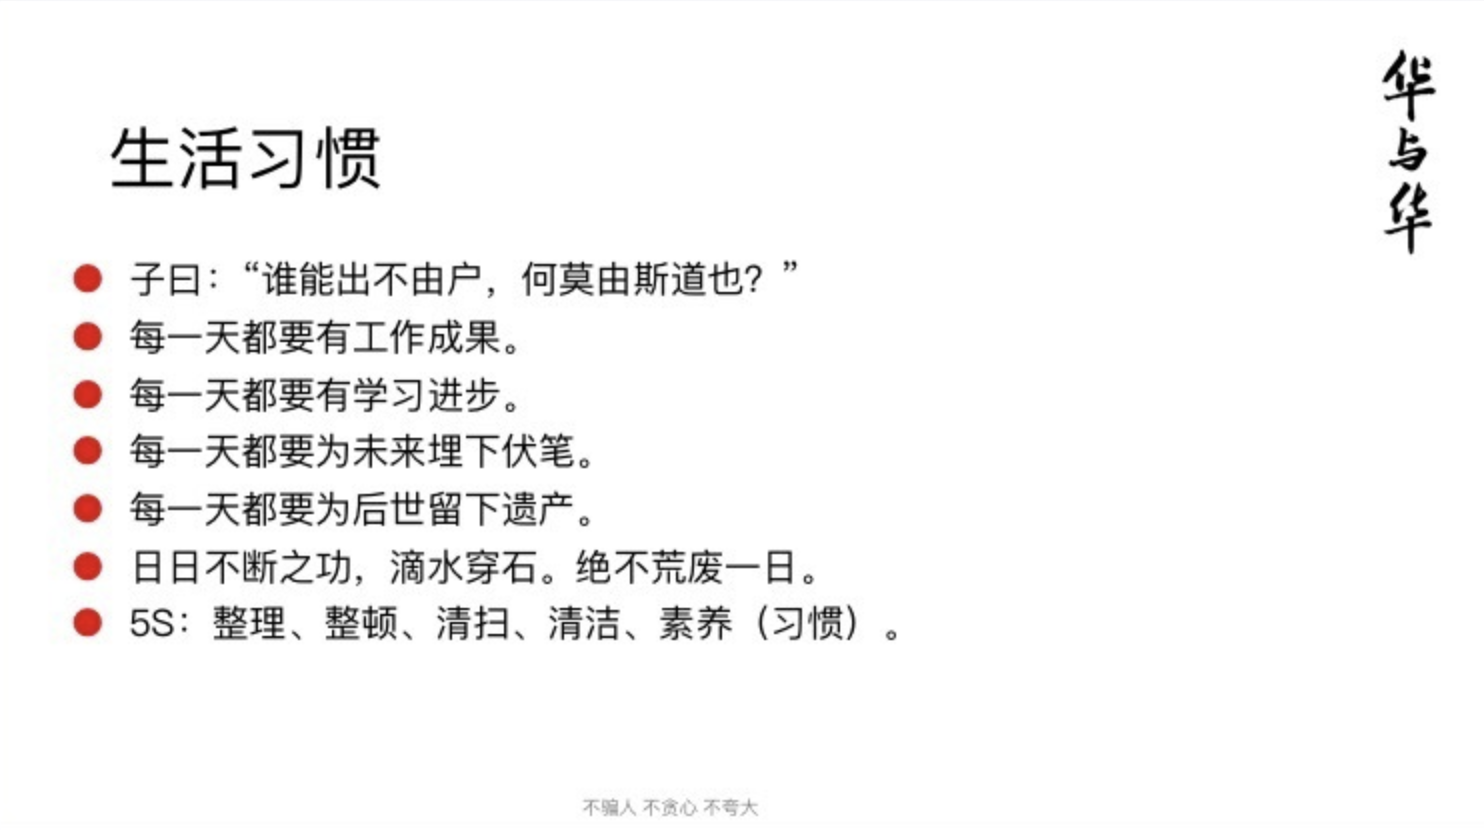 华与华
生活习惯
子曰：“谁能出不由户，何莫由斯道也？”
每一天都要有工作成果。
每一天都要有学习进步。
每一天都要为未来埋下伏笔。
每一天都要为后世留下遗产。
日日不断之功，滴水穿石。绝不荒废一日。
5S：整理、整顿、清扫、清洁、素养（习惯）。
不骗人 不贪心 不夸大